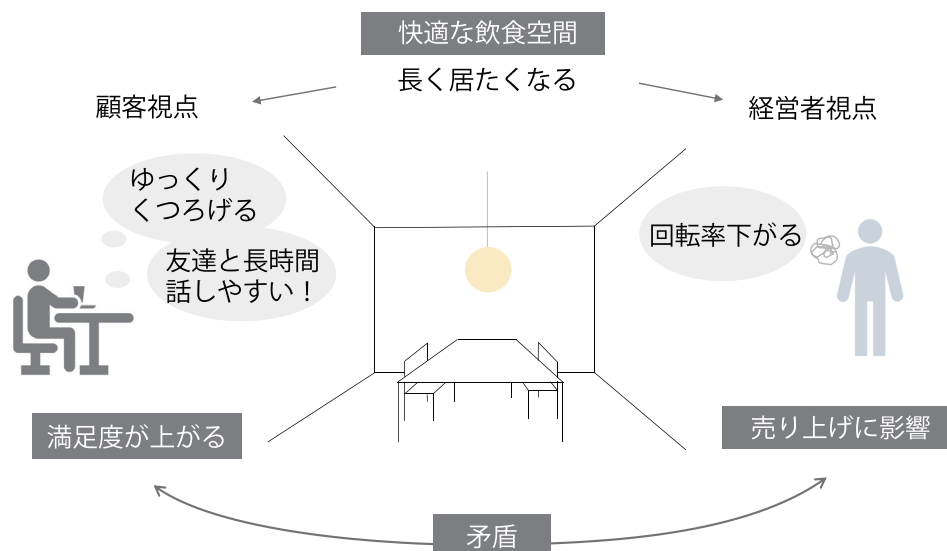 快適な飲食空間
長く居たくなる
顧客視点
経営者視点
ゆっくり
くつろげる
友達と長時間
話しやすい！
回転率下がる
満足度が上がる
売り上げに影響
矛盾